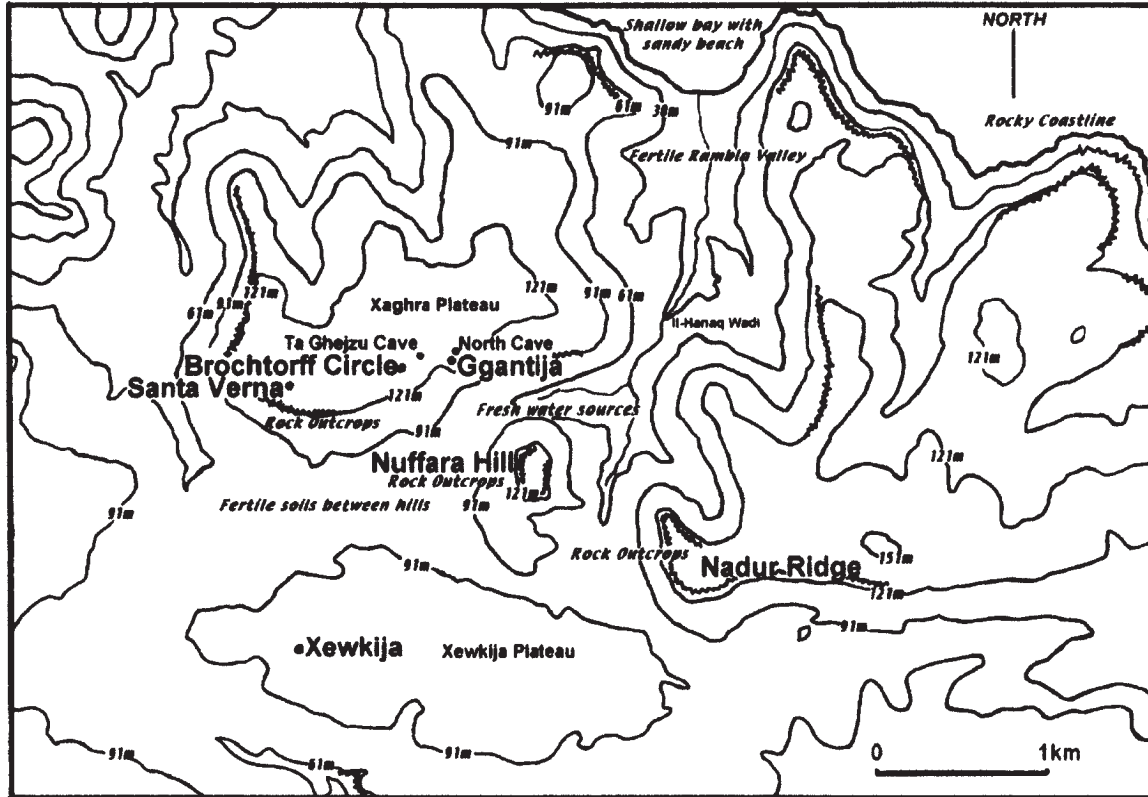 Shallow bay with
sandy beach
NORTH
Rocky Coastline
91m
61m
30m
91m
Fertile Rambla Valley
61m
91m
121m
Xaghra Plateau
121m
91m
61m
Il-Hanaq Wadi
Ta Ghejzu Cave
North Cave
Brochtorff Circle
Ggantija
121m
Santa Verna
121m
Fresh water sources
Rock Outcrops
91m
121m
Nuffara Hill
Rock Outcrops
121m
Fertile soils between hills
91m
91m
Rock Outcrops
151m
91m
Nadur Ridge
121m
91m
Xewkija
Xewkija Plateau
91m
91m
61m
0
1km